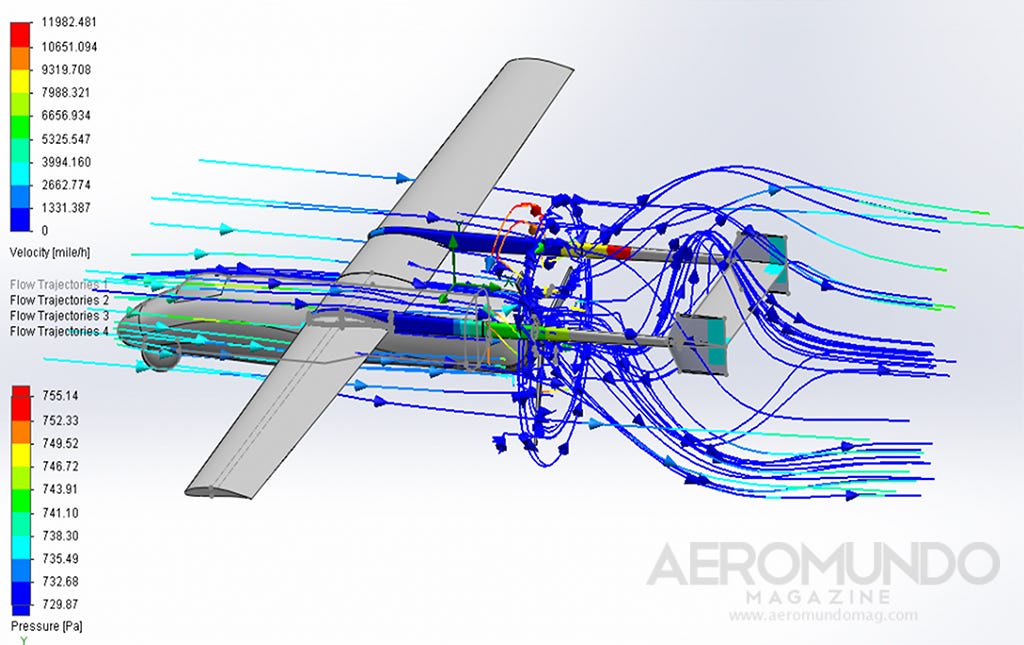 11982.481
10651.094
9319.708
7988.321
6656.934
5325.547
3994.160
2662.774
1331.387
0
Velocity [mile/h]
Flow Trajectories 1
Flow Trajectories 2
Flow Trajectories 3
Flow Trajectories 4
755.14
752.33
749.52
746.72
743.91
741.10
738.30
735.49
732.68
729.87
Pressure [Pa]
Y
Y
X
AEROMUNDO
MAGAZINE
www.aeromundomag.com